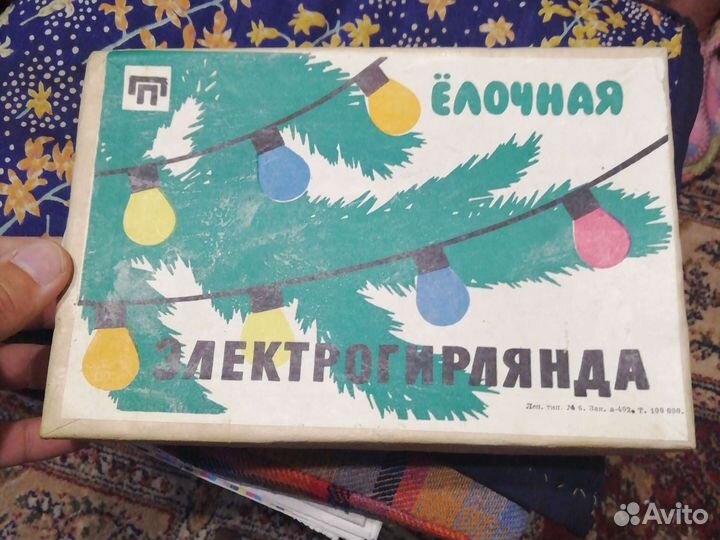 ЁЛОЧНАЯ
ЭЛЕКТРОГИРЛЯНДА
Лен. тип. № 6. Зак. а-492. Т. 100 000.
Avito